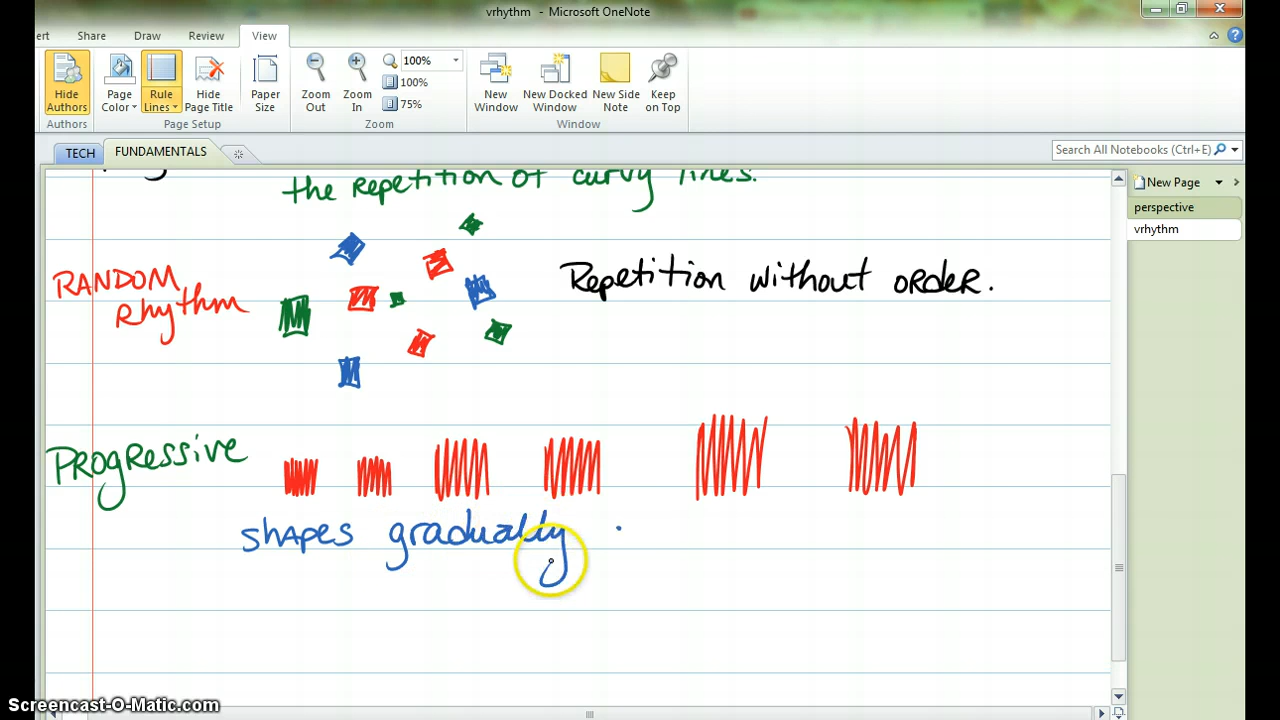 vrhythm - Microsoft OneNote
ert Share Draw Review View
Hide Authors
Page Color
Rule Lines
Hide Page Title
Paper Size
Zoom Out
Zoom In
100%
100%
75%
New Window
New Docked Window
New Side Note
Keep on Top
Authors Page Setup Zoom Window
TECH FUNDAMENTALS
Search All Notebooks (Ctrl+E)
New Page
perspective
vrhythm
the repetition of curvy lines.
RANDOM
Rhythm
Repetition without order.
PROgRessive
shapes gradually
Screencast-O-Matic.com